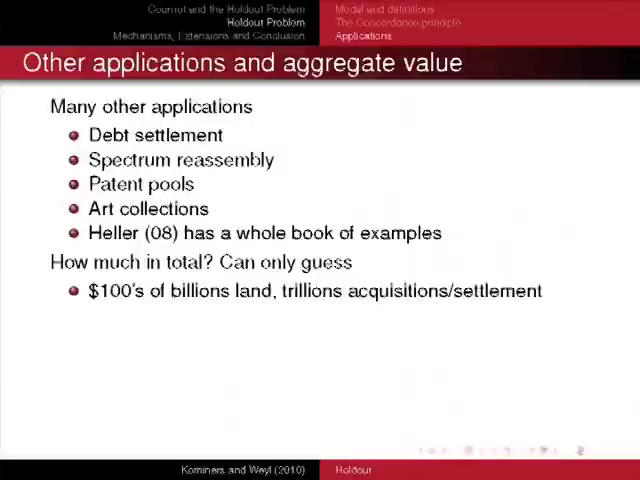 Cournot and the Holdout Problem
Holdout Problem
Mechanisms, Extensions and Conclusion
Model and definitions
The Concordance principle
Applications
Other applications and aggregate value
Many other applications
Debt settlement
Spectrum reassembly
Patent pools
Art collections
Heller (08) has a whole book of examples
How much in total? Can only guess
$100's of billions land, trillions acquisitions/settlement
Kominers and Weyl (2010)
Holdout